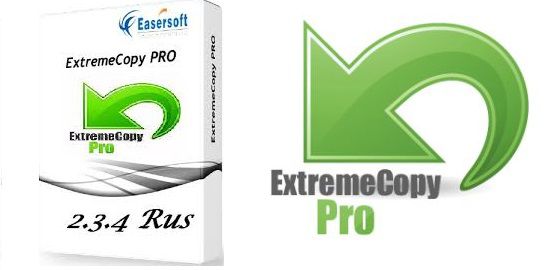 Easersoft
ExtremeCopy PRO
ExtremeCopy
Pro
2.3.4 Rus
ExtremeCopy PRO
ExtremeCopy
Pro